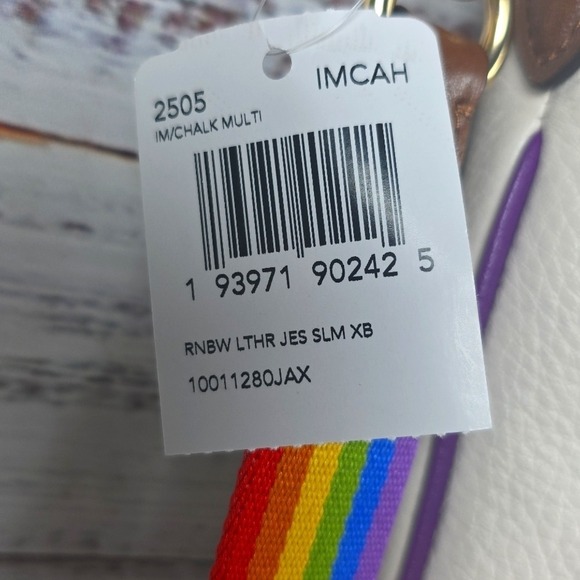 2505 IMCAH
IM/CHALK MULTI
1 93971 90242 5
RNBW LTHR JES SLM XB
10011280JAX